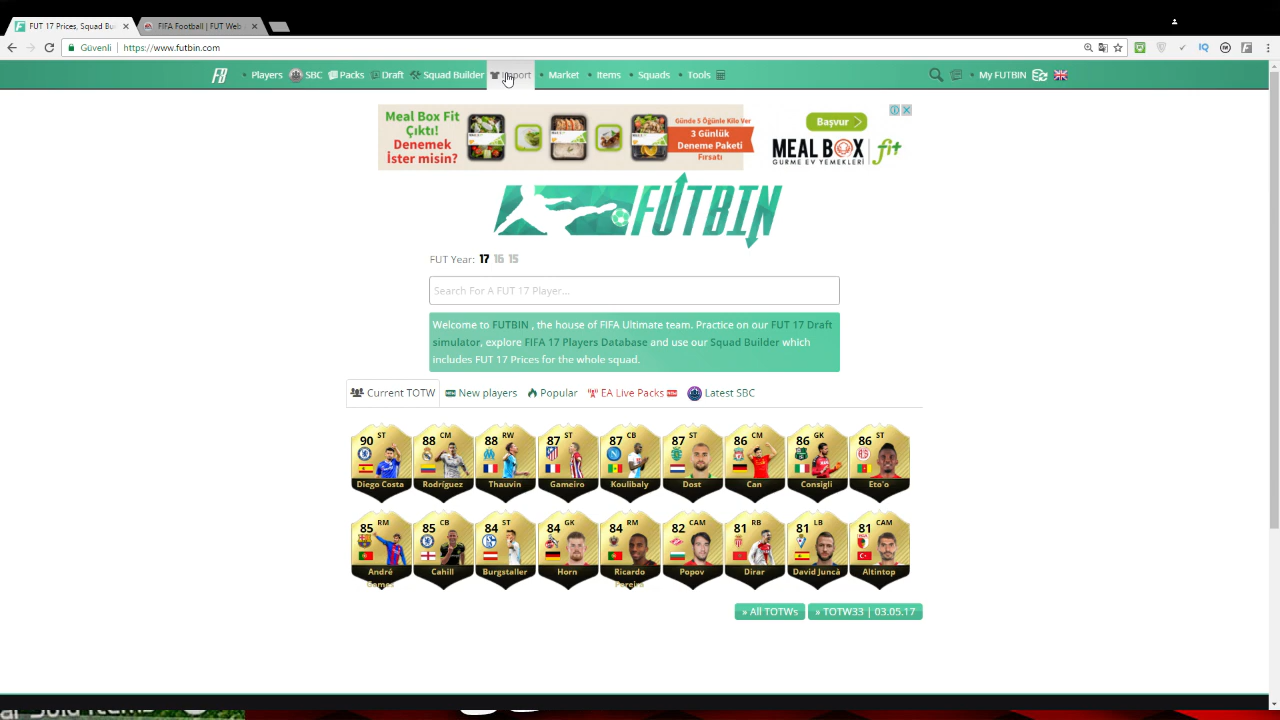 FUT 17 Prices, Squad Bui
FIFA Football | FUT Web
Güvenli
https://www.futbin.com
FB Players SBC Packs Draft Squad Builder Import Market Items Squads Tools My FUTBIN
Meal Box Fit
Çıktı!
Denemek
İster misin?
Günde 5 Öğünle Kile Ver
3 Günlük
Deneme Paketi
Fırsatı
Başvur
MEAL BOX fit
GURME EV YEMEKLERİ
FUTBIN
FUT Year: 17 16 15
Search For A FUT 17 Player...
Welcome to FUTBIN , the house of FIFA Ultimate team. Practice on our FUT 17 Draft
simulator, explore FIFA 17 Players Database and use our Squad Builder which
includes FUT 17 Prices for the whole squad.
Current TOTW New players Popular EA Live Packs Latest SBC
90 ST 88 CM 88 RW 87 ST 87 CB 87 ST 86 CM 86 GK 86 ST
Diego Costa Rodríguez Thauvin Gameiro Koulibaly Dost Can Consigli Eto'o
85 RM 85 CB 84 ST 84 GK 84 RM 82 CAM 81 RB 81 LB 81 CAM
André Gomes Cahill Burgstaller Horn Ricardo Pereira Popov Dirar David Juncà Altintop
» All TOTWs
» TOTW33 | 03.05.17